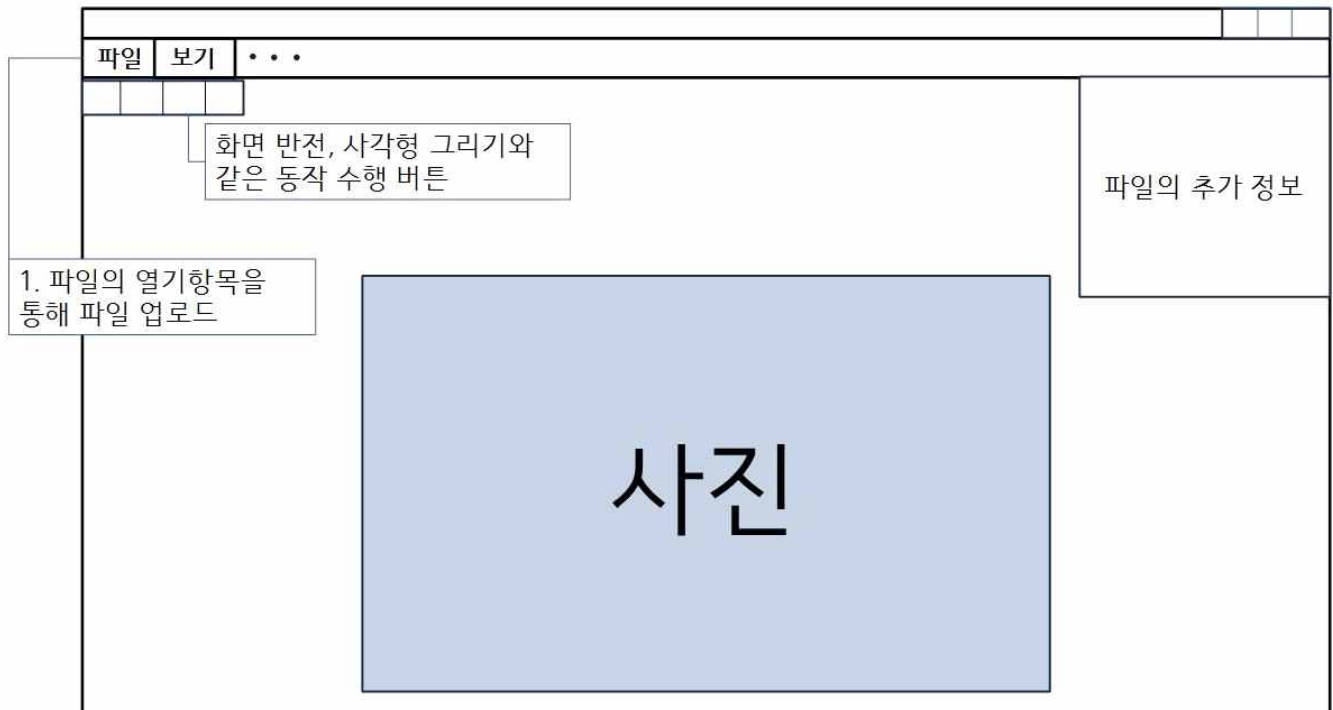 파일 보기 • • •
화면 반전, 사각형 그리기와
같은 동작 수행 버튼
파일의 추가 정보
1. 파일의 열기항목을
통해 파일 업로드
사진